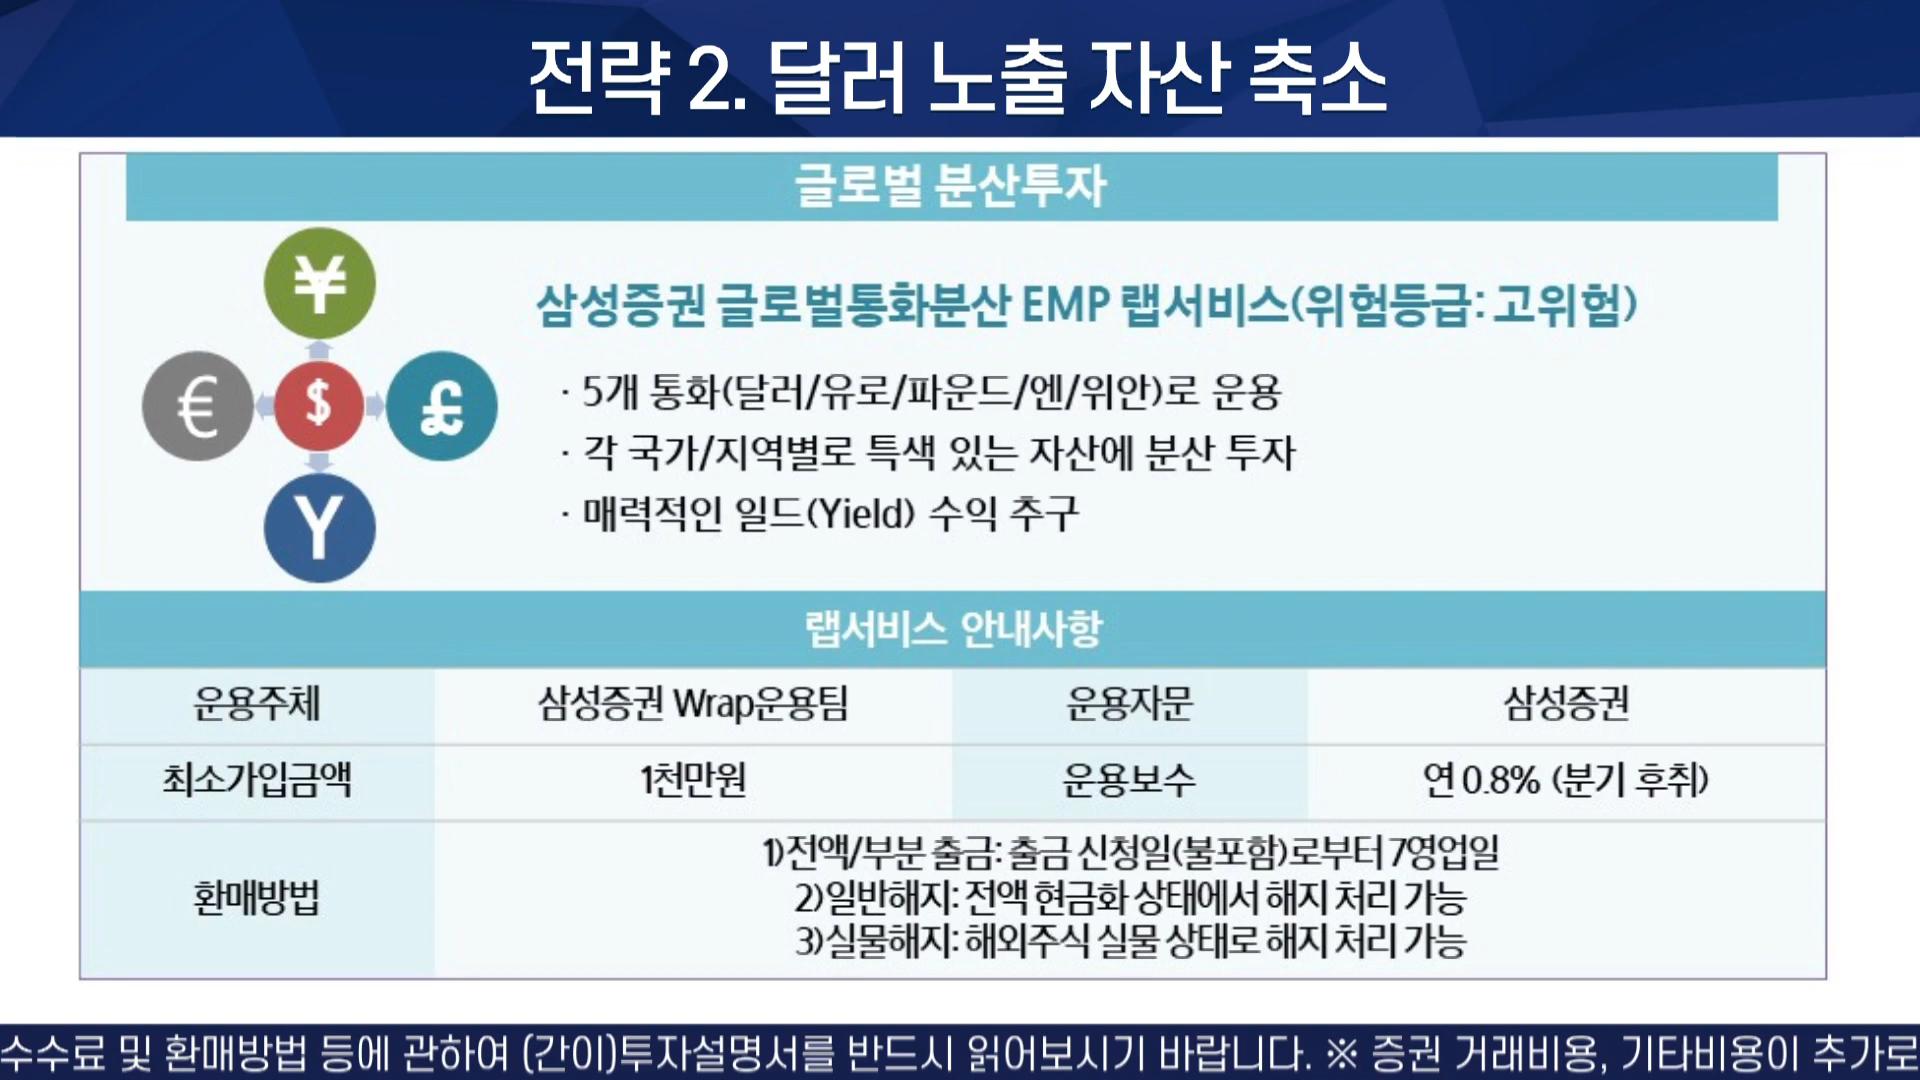 전략 2. 달러 노출 자산 축소
글로벌 분산투자
¥
€ $ £
Y
삼성증권 글로벌통화분산 EMP 랩서비스(위험등급: 고위험)
· 5개 통화(달러/유로/파운드/엔/위안)로 운용
· 각 국가/지역별로 특색 있는 자산에 분산 투자
· 매력적인 일드(Yield) 수익 추구
랩서비스 안내사항
운용주체 삼성증권 Wrap운용팀 운용자문 삼성증권
최소가입금액 1천만원 운용보수 연 0.8% (분기 후취)
환매방법
1)전액/부분 출금: 출금 신청일(불포함)로부터 7영업일
2)일반해지: 전액 현금화 상태에서 해지 처리 가능
3)실물해지: 해외주식 실물 상태로 해지 처리 가능
수수료 및 환매방법 등에 관하여 (간이)투자설명서를 반드시 읽어보시기 바랍니다. ※ 증권 거래비용, 기타비용이 추가로